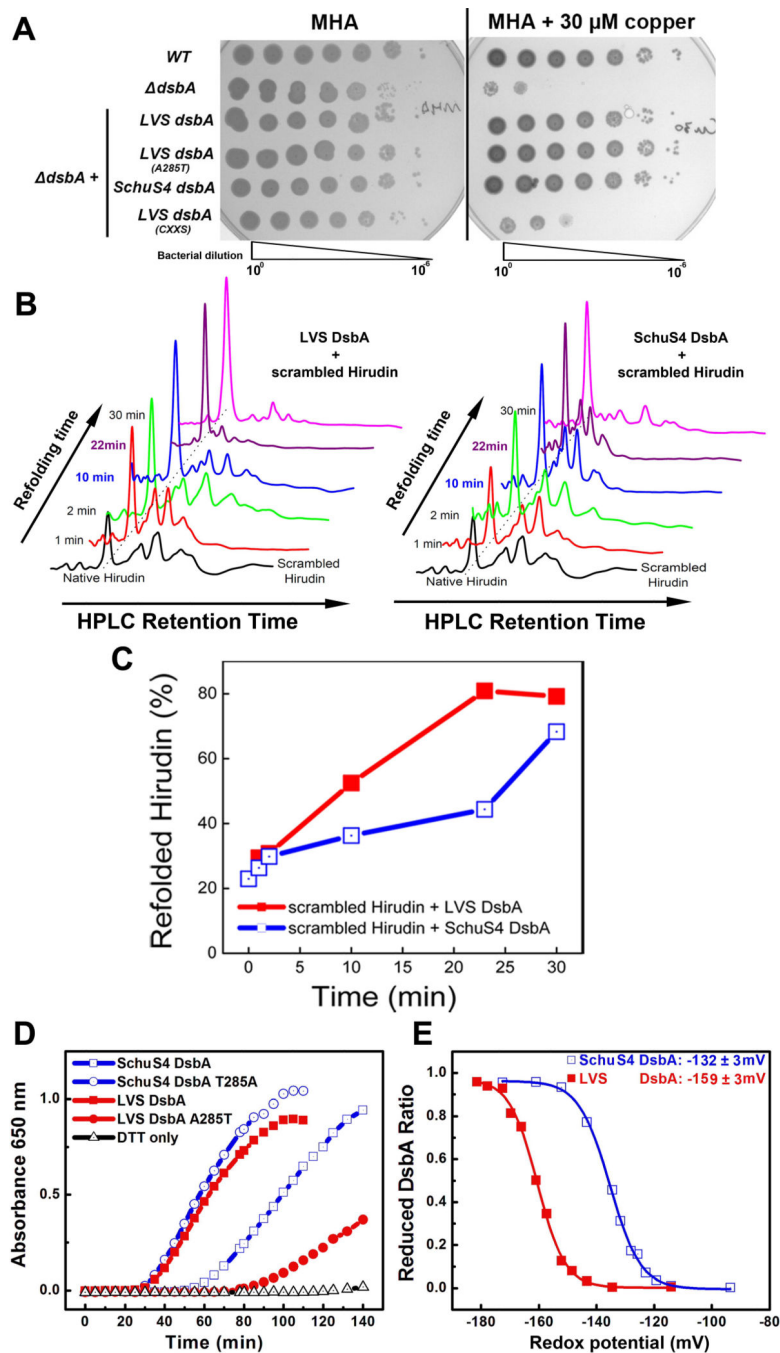 A
MHA
MHA + 30 µM copper
WT
ΔdsbA
LVS dsbA
LVS dsbA
(A285T)
SchuS4 dsbA
LVS dsbA
(CXXS)
ΔdsbA +
Bacterial dilution
10⁰
10⁻⁶
10⁰
10⁻⁶
B
LVS DsbA
+
scrambled Hirudin
30 min
22min
10 min
2 min
1 min
Refolding time
Native Hirudin
Scrambled
Hirudin
HPLC Retention Time
SchuS4 DsbA
+
scrambled Hirudin
30 min
22min
10 min
2 min
1 min
Refolding time
Native Hirudin
Scrambled
Hirudin
HPLC Retention Time
C
Refolded Hirudin (%)
80
60
40
20
0
scrambled Hirudin + LVS DsbA
scrambled Hirudin + SchuS4 DsbA
0 5 10 15 20 25 30
Time (min)
D
SchuS4 DsbA
SchuS4 DsbA T285A
LVS DsbA
LVS DsbA A285T
DTT only
Absorbance 650 nm
1.0
0.5
0.0
0 20 40 60 80 100 120 140
Time (min)
E
SchuS4 DsbA: -132 ± 3mV
LVS DsbA: -159 ± 3mV
Reduced DsbA Ratio
1.0
0.8
0.6
0.4
0.2
0.0
-180 -160 -140 -120 -100 -80
Redox potential (mV)